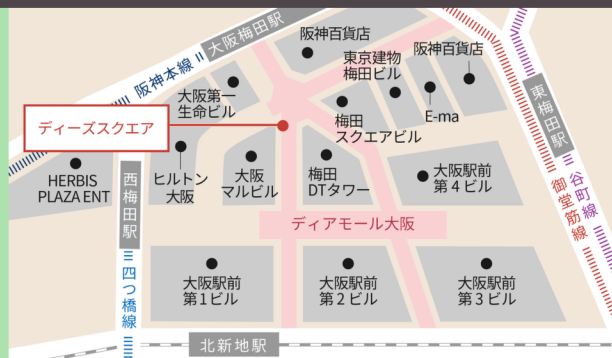 大阪梅田駅
阪神百貨店
阪神本線
東京建物
梅田ビル
阪神百貨店
大阪第一
生命ビル
東梅田駅
E-ma
梅田
スクエアビル
ディーズスクエア
HERBIS
PLAZA ENT
西梅田駅
ヒルトン
大阪
大阪
マルビル
梅田
DTタワー
大阪駅前
第4ビル
谷町線
御堂筋線
ディアモール大阪
四つ橋線
大阪駅前
第1ビル
大阪駅前
第2ビル
大阪駅前
第3ビル
北新地駅